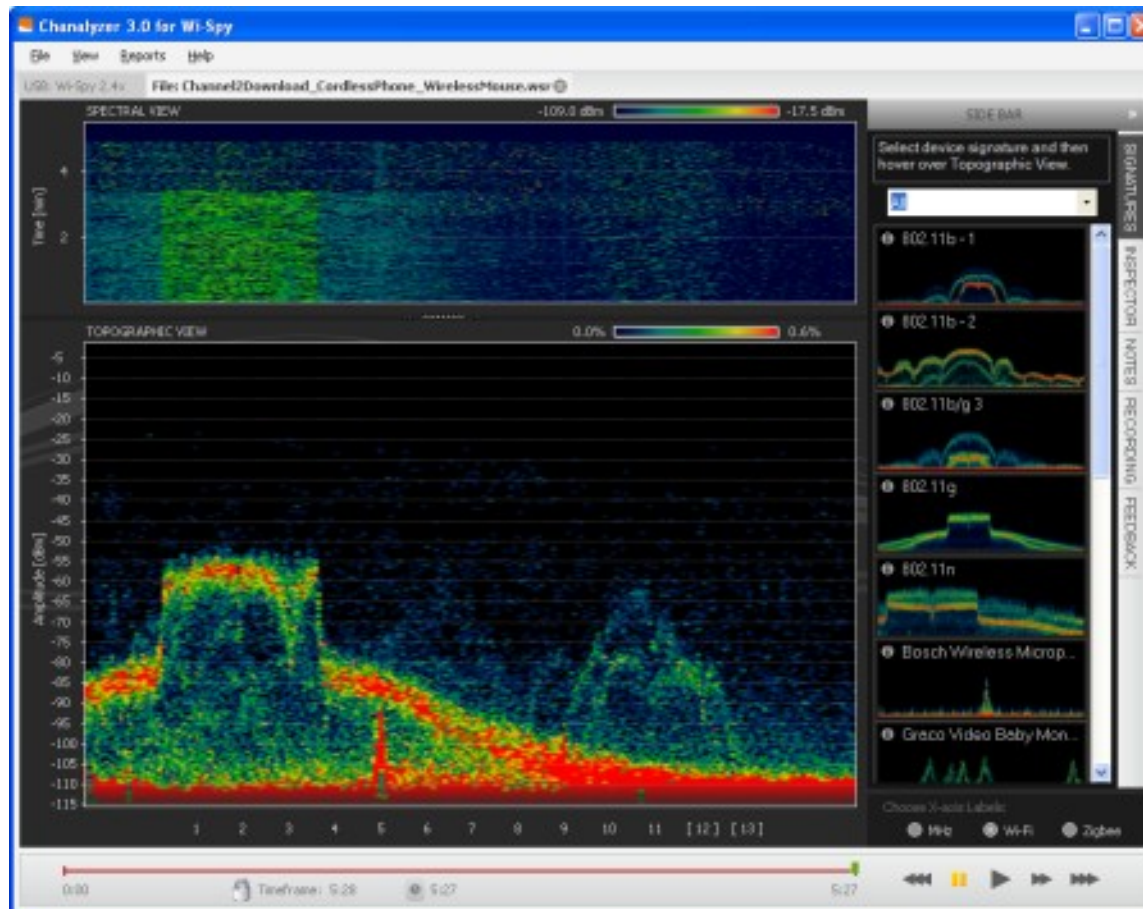 Chanalyzer 3.0 for Wi-Spy
File View Reports Help
USB: Wi-Spy 2.4x File: Channel2Download_CordlessPhone_WirelessMouse.wsr
SPECTRAL VIEW -109.0 dBm -17.5 dBm
Time [min]
4
2
TOPOGRAPHIC VIEW 0.0% 0.6%
Amplitude [dBm]
-5
-10
-15
-20
-25
-30
-35
-40
-45
-50
-55
-60
-65
-70
-75
-80
-85
-90
-95
-100
-105
-110
-115
1 2 3 4 5 6 7 8 9 10 11 [12] [13]
SIDE BAR
Select device signature and then
hover over Topographic View.
All
802.11b - 1
802.11b - 2
802.11b/g 3
802.11g
802.11n
Bosch Wireless Microp...
Graco Video Baby Mon...
Choose X-axis Labels:
MHz Wi-Fi Zigbee
SIGNATURES
INSPECTOR
NOTES
RECORDING
FEEDBACK
0:00 Timeframe: 5:28 5:27 5:27